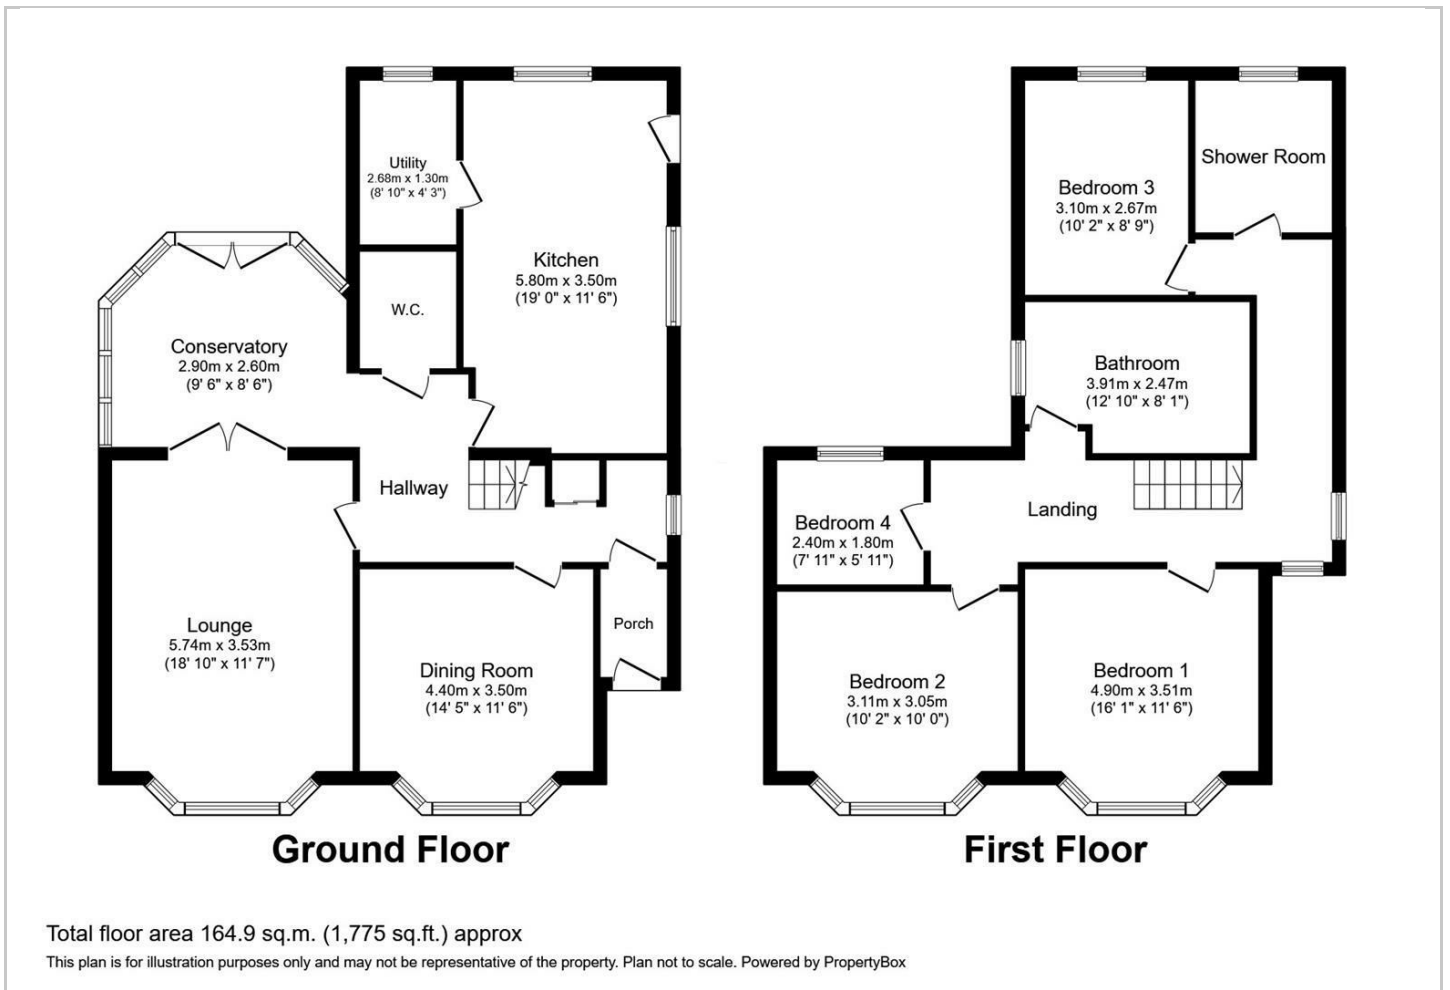 Utility
2.68m x 1.30m
(8' 10" x 4' 3")
Kitchen
5.80m x 3.50m
(19' 0" x 11' 6")
W.C.
Conservatory
2.90m x 2.60m
(9' 6" x 8' 6")
Hallway
Lounge
5.74m x 3.53m
(18' 10" x 11' 7")
Dining Room
4.40m x 3.50m
(14' 5" x 11' 6")
Porch
Ground Floor
Shower Room
Bedroom 3
3.10m x 2.67m
(10' 2" x 8' 9")
Bathroom
3.91m x 2.47m
(12' 10" x 8' 1")
Landing
Bedroom 4
2.40m x 1.80m
(7' 11" x 5' 11")
Bedroom 2
3.11m x 3.05m
(10' 2" x 10' 0")
Bedroom 1
4.90m x 3.51m
(16' 1" x 11' 6")
First Floor
Total floor area 164.9 sq.m. (1,775 sq.ft.) approx
This plan is for illustration purposes only and may not be representative of the property. Plan not to scale. Powered by PropertyBox